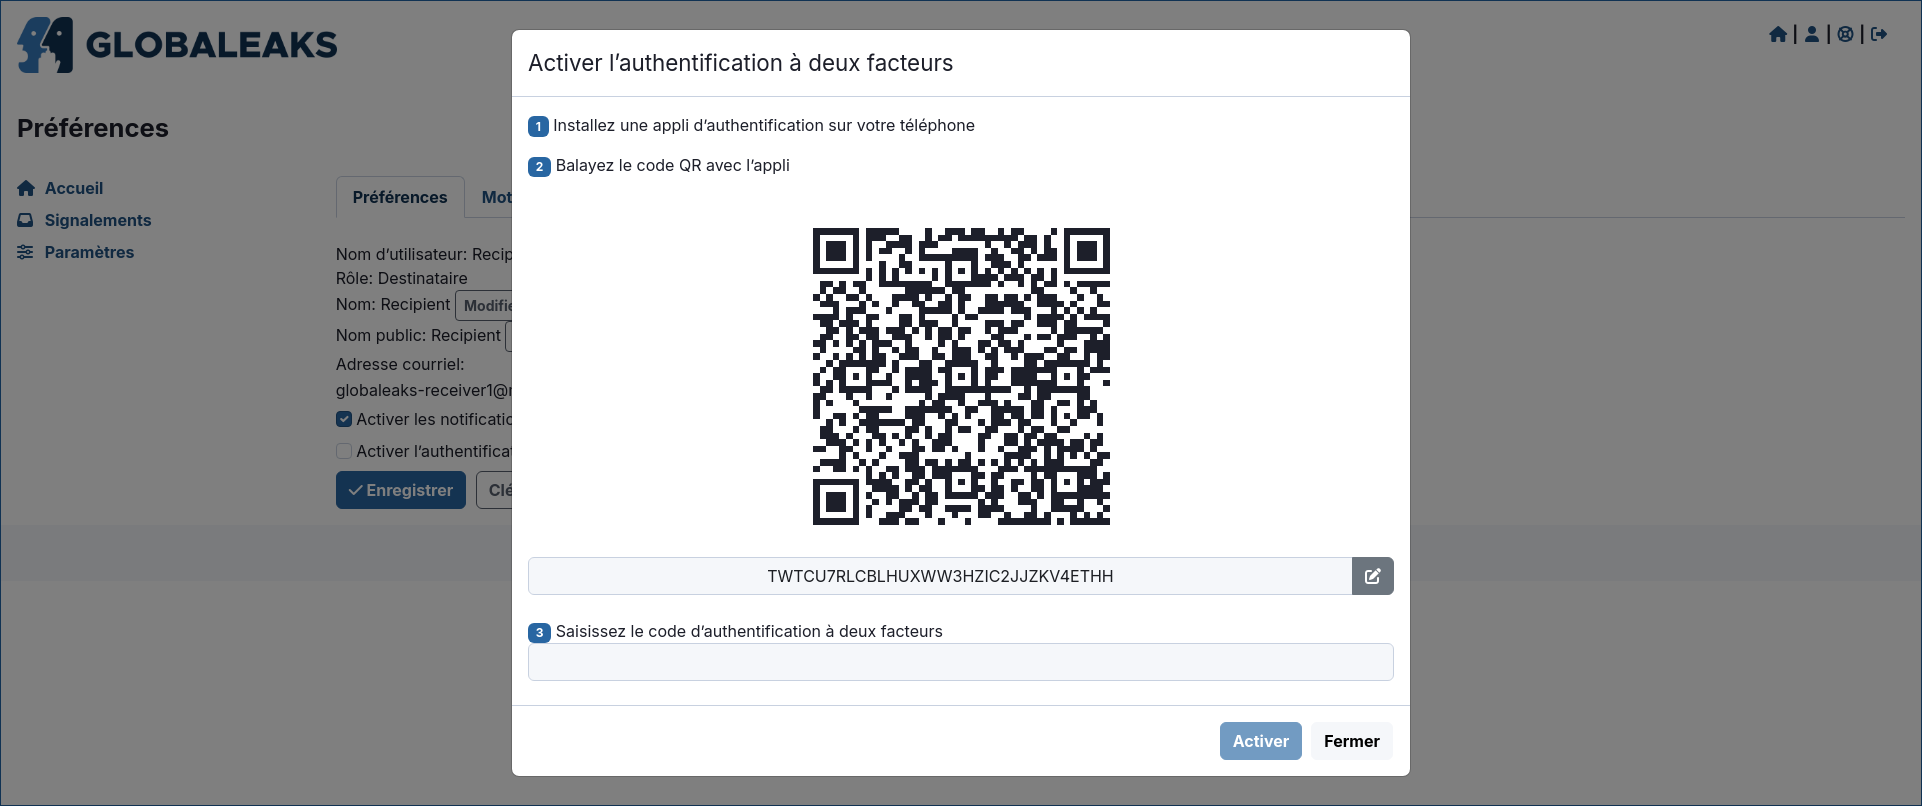 GLOBALEAKS
Préférences
Accueil
Signalements
Paramètres
Préférences
Mot
Nom d’utilisateur: Recip
Rôle: Destinataire
Nom: Recipient Modifie
Nom public: Recipient
Adresse courriel:
globaleaks-receiver1@
Activer les notificatio
Activer l’authentificat
Enregistrer
Clé
Activer l’authentification à deux facteurs
1 Installez une appli d’authentification sur votre téléphone
2 Balayez le code QR avec l’appli
TWTCU7RLCBLHUXWW3HZIC2JJZKV4ETHH
3 Saisissez le code d’authentification à deux facteurs
Activer
Fermer